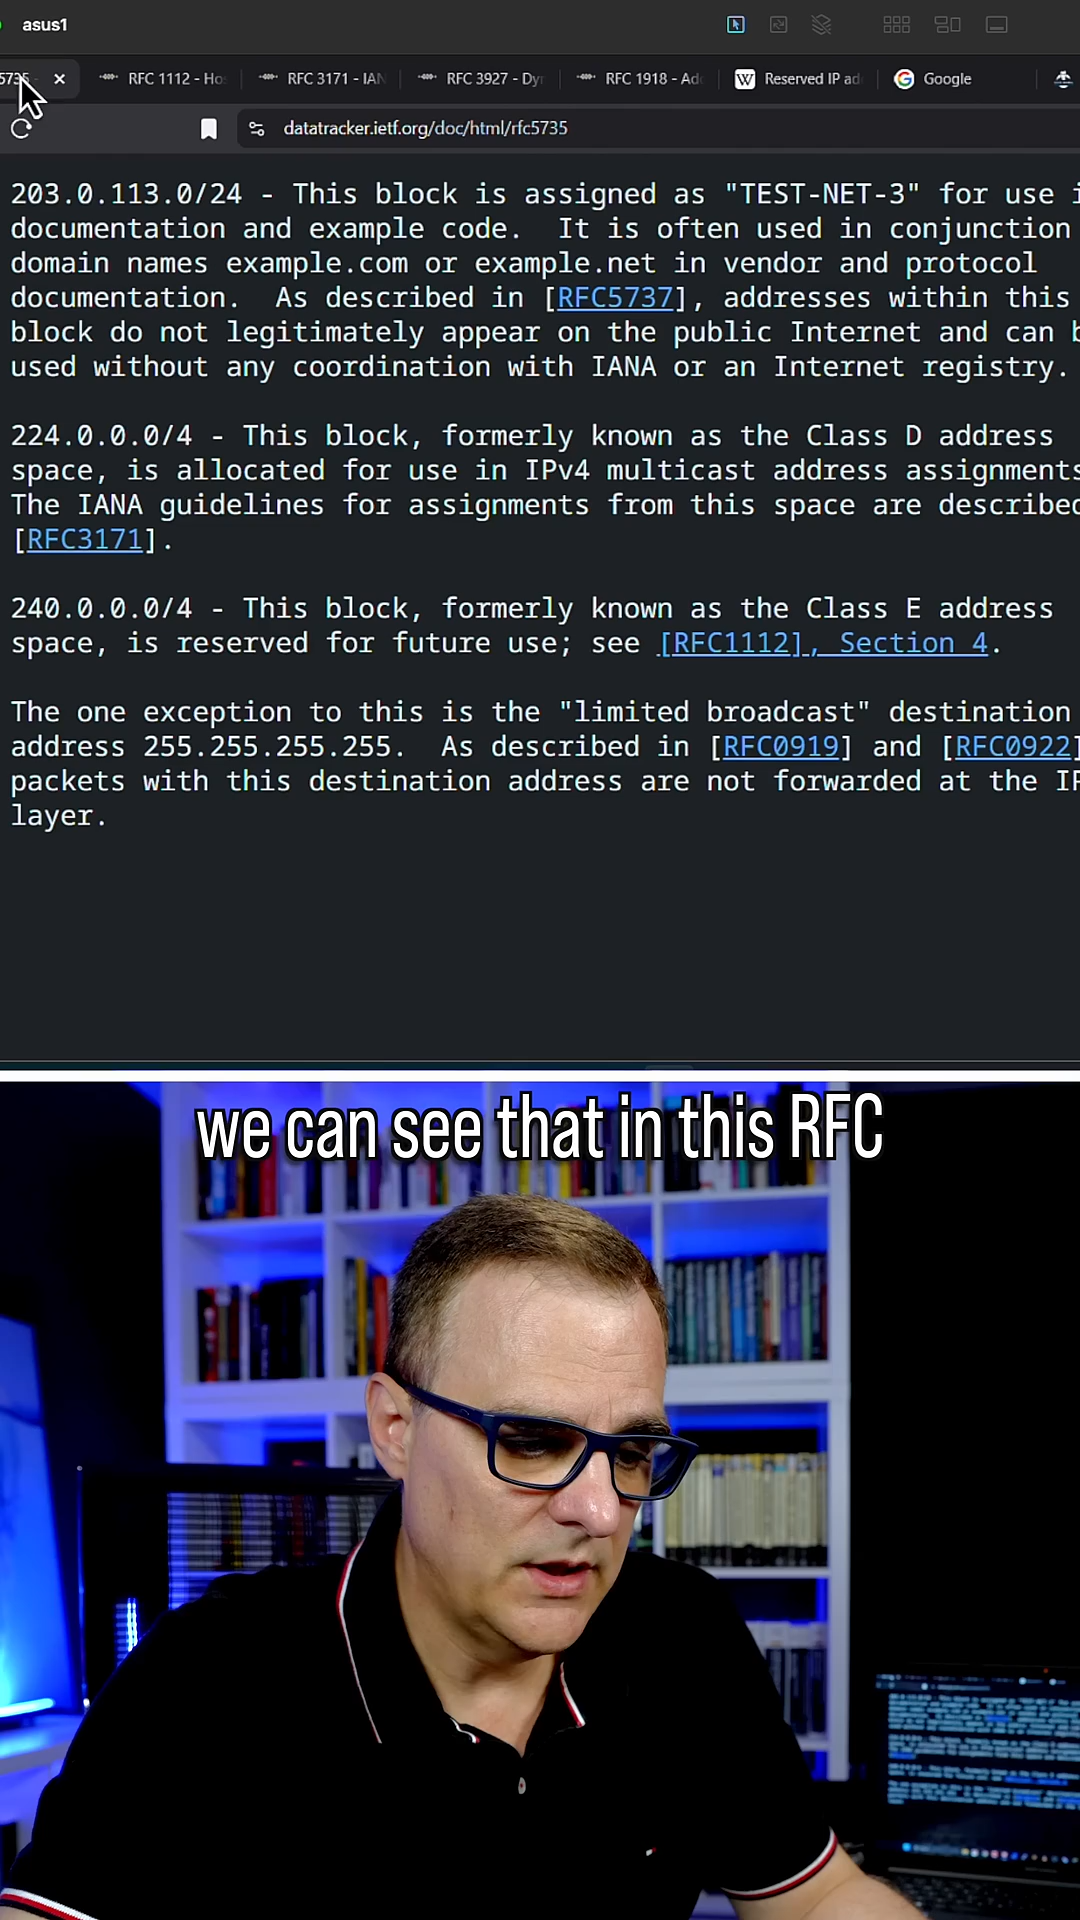 asus1
5735
RFC 1112 - Ho
RFC 3171 - IAN
RFC 3927 - Dy
RFC 1918 - Ad
W Reserved IP ad
Google
datatracker.ietf.org/doc/html/rfc5735
203.0.113.0/24 - This block is assigned as "TEST-NET-3" for use i
documentation and example code.  It is often used in conjunction
domain names example.com or example.net in vendor and protocol
documentation.  As described in [RFC5737], addresses within this
block do not legitimately appear on the public Internet and can b
used without any coordination with IANA or an Internet registry.
224.0.0.0/4 - This block, formerly known as the Class D address
space, is allocated for use in IPv4 multicast address assignments
The IANA guidelines for assignments from this space are described
[RFC3171].
240.0.0.0/4 - This block, formerly known as the Class E address
space, is reserved for future use; see [RFC1112], Section 4.
The one exception to this is the "limited broadcast" destination
address 255.255.255.255.  As described in [RFC0919] and [RFC0922]
packets with this destination address are not forwarded at the IP
layer.
we can see that in this RFC